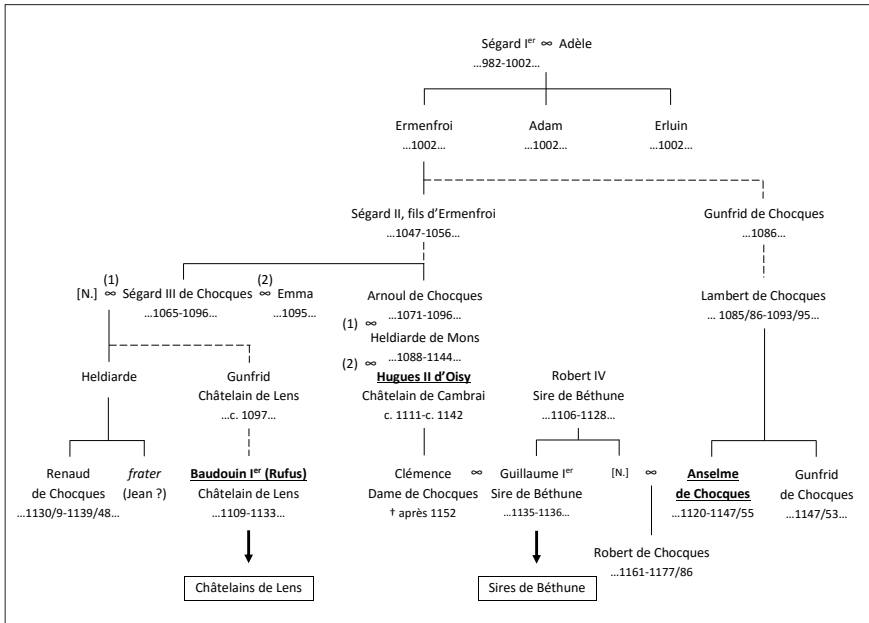 Ségard Iᵉʳ ∞ Adèle
...982-1002...
Ermenfroi Adam Erluin
...1002... ...1002... ...1002...
Ségard II, fils d’Ermenfroi Gunfrid de Chocques
...1047-1056... ...1086...
(1) (2)
[N.] ∞ Ségard III de Chocques ∞ Emma Arnoul de Chocques Lambert de Chocques
...1065-1096... ...1095... ...1071-1096... ... 1085/86-1093/95...
(1) ∞
Heldiarde de Mons
...1088-1144...
(2) ∞
Heldiarde Gunfrid Hugues II d’Oisy Robert IV
Châtelain de Lens Châtelain de Cambrai Sire de Béthune
...c. 1097... c. 1111-c. 1142 ...1106-1128...
Renaud frater Baudouin Iᵉʳ (Rufus) Clémence ∞ Guillaume Iᵉʳ [N.] ∞ Anselme Gunfrid
de Chocques (Jean ?) Châtelain de Lens Dame de Chocques Sire de Béthune de Chocques de Chocques
...1130/9-1139/48... ...1109-1133... † après 1152 ...1135-1136... ...1120-1147/55 ...1147/53...
Robert de Chocques
...1161-1177/86
Châtelains de Lens Sires de Béthune